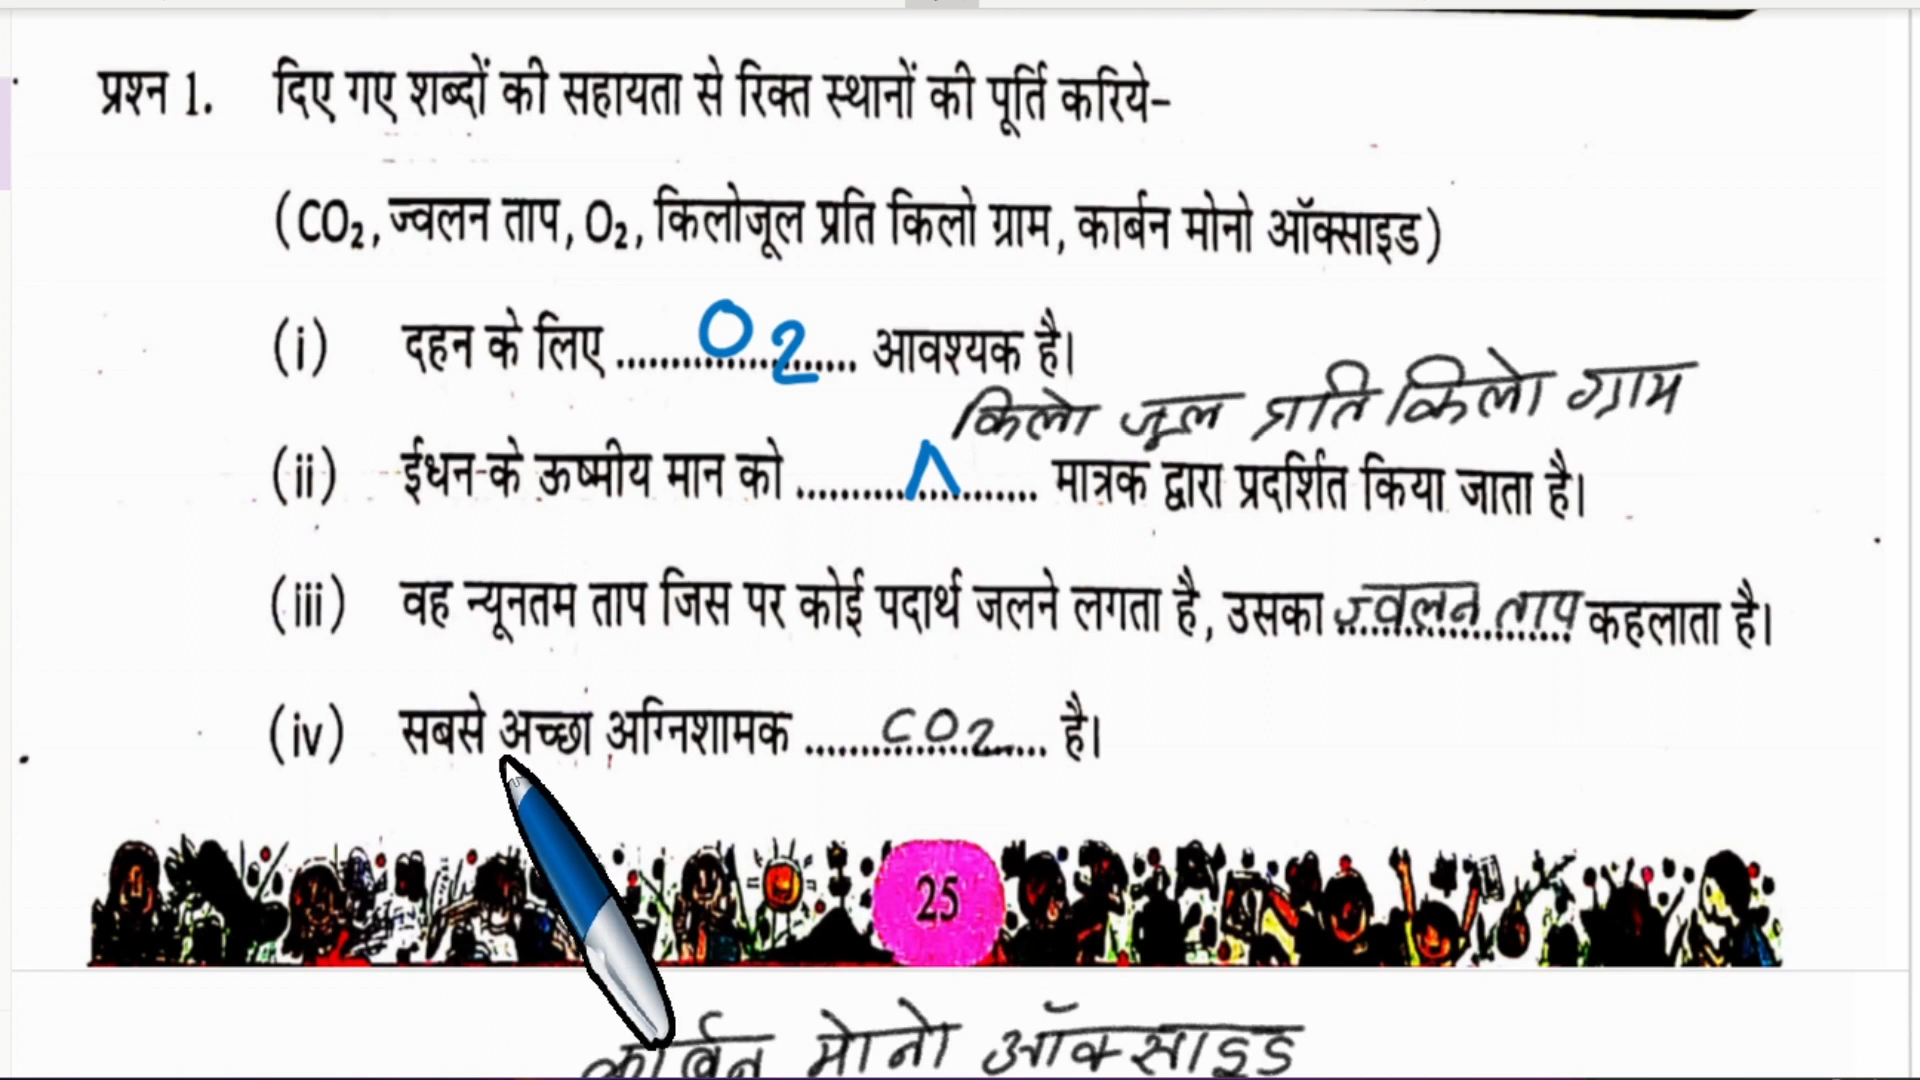 प्रश्न 1. दिए गए शब्दों की सहायता से रिक्त स्थानों की पूर्ति करिये-
(CO₂, ज्वलन ताप, O₂, किलोजूल प्रति किलो ग्राम, कार्बन मोनो ऑक्साइड)
(i) दहन के लिए ........O2........ आवश्यक है।
किलो जूल प्रति किलो ग्राम
(ii) ईधन-के ऊष्मीय मान को ........^........ मात्रक द्वारा प्रदर्शित किया जाता है।
(iii) वह न्यूनतम ताप जिस पर कोई पदार्थ जलने लगता है, उसका ज्वलन ताप कहलाता है।
(iv) सबसे अच्छा अग्निशामक ......CO2...... है।
25
कार्बन मोनो ऑक्साइड